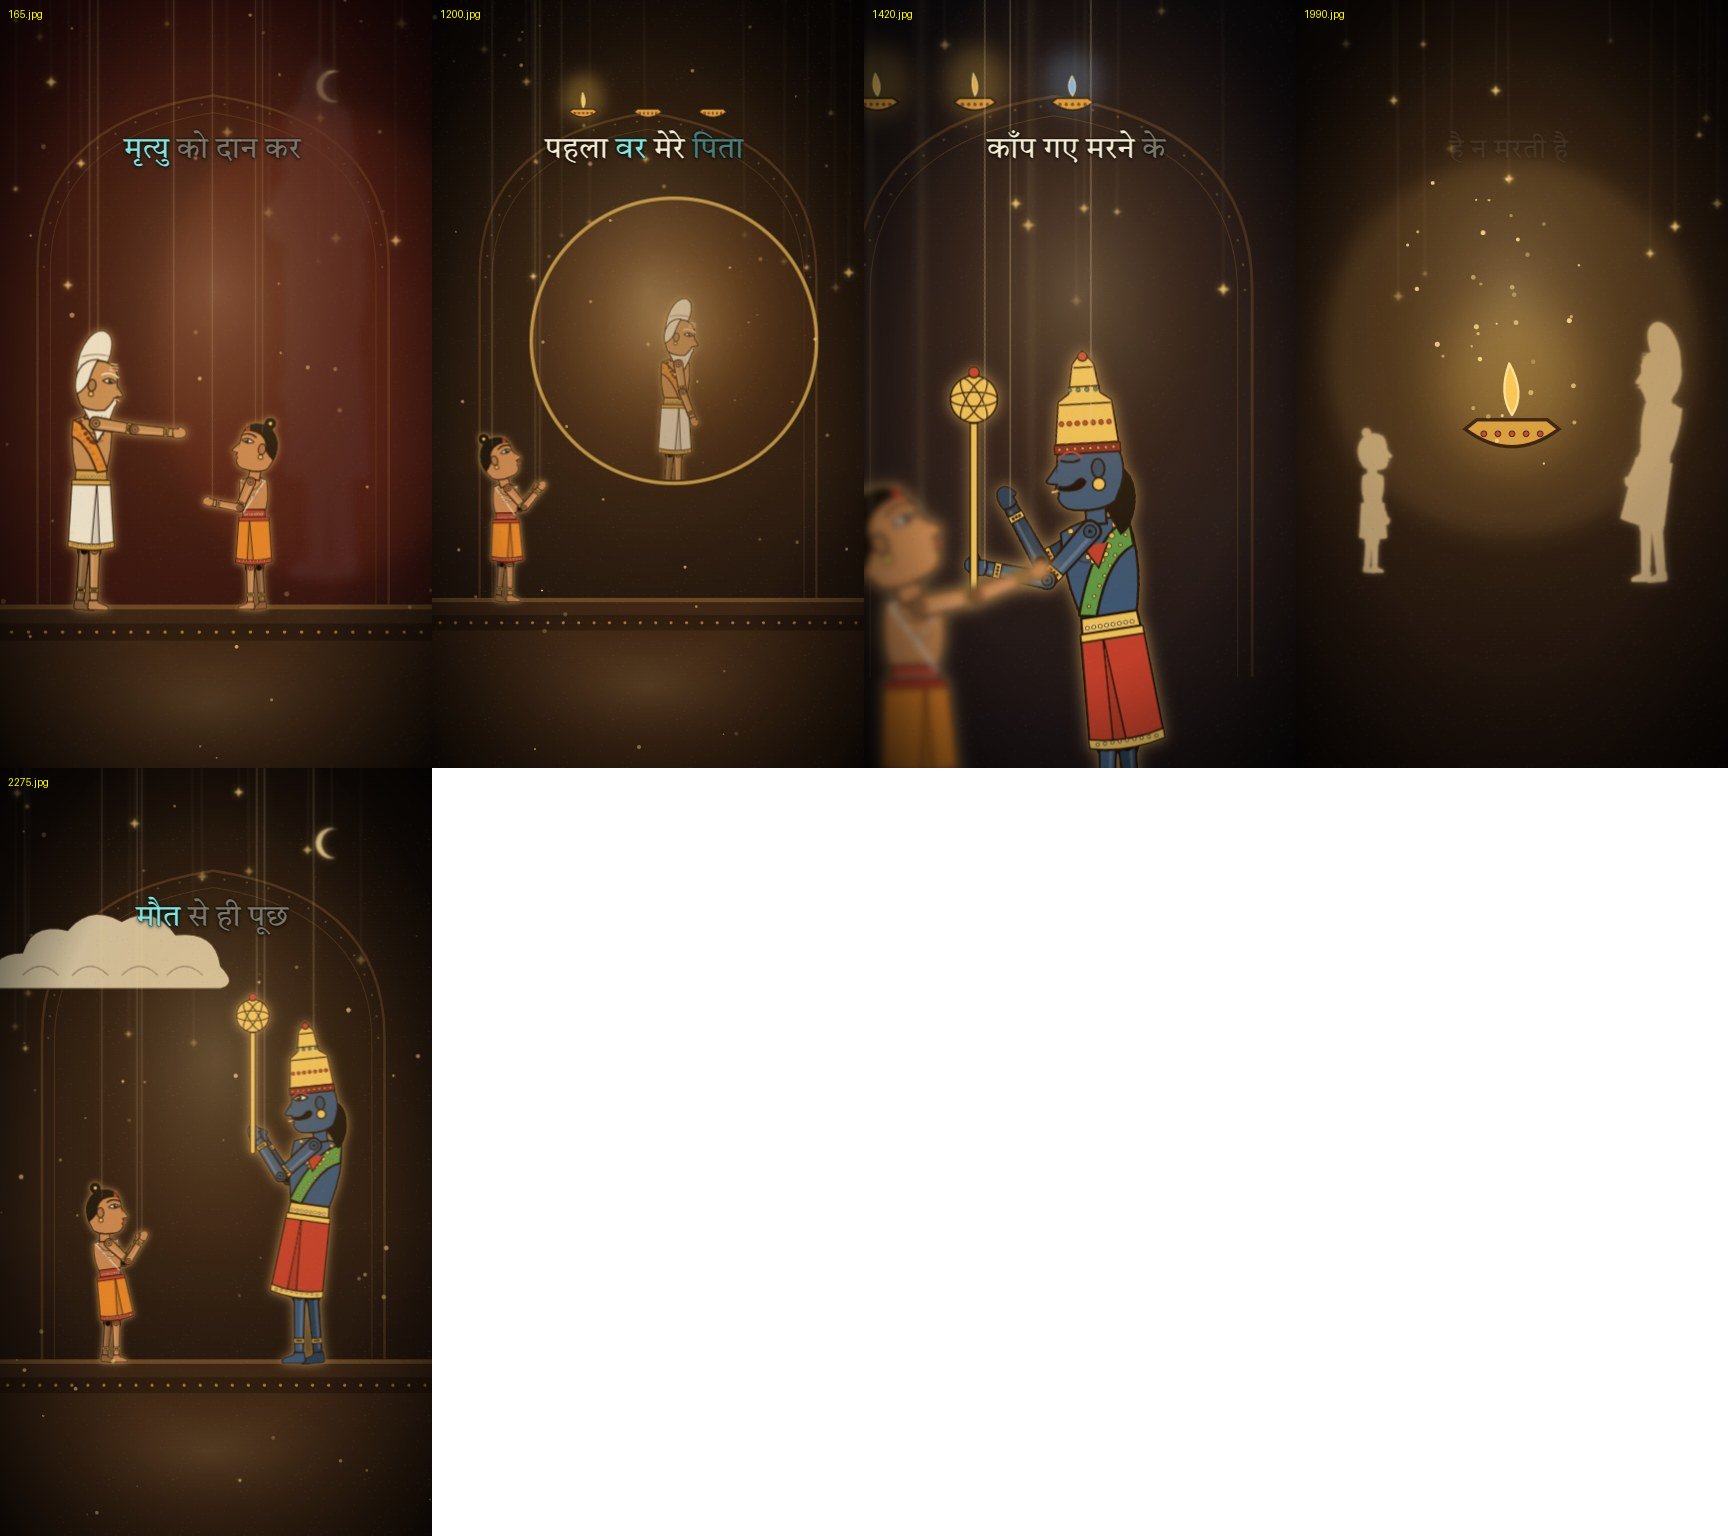 165.jpg
मृत्यु को दान कर
1200.jpg
पहला वर मेरे पिता
1420.jpg
काँप गए मरने के
1990.jpg
है न मरती है
2275.jpg
मौत से ही पूछ